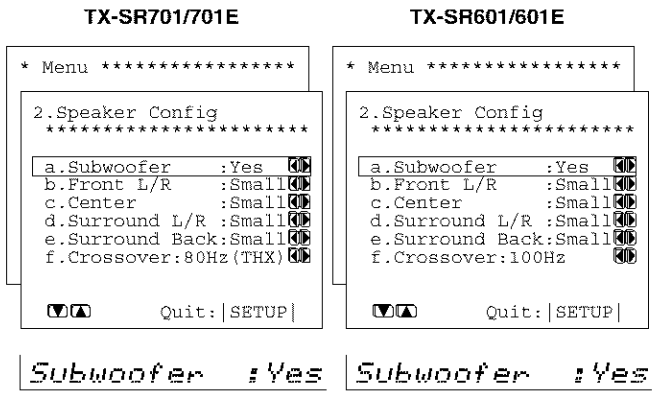 TX-SR701/701E
* Menu *****************
2.Speaker Config
************************
a.Subwoofer :Yes
b.Front L/R :Small
c.Center :Small
d.Surround L/R :Small
e.Surround Back:Small
f.Crossover:80Hz(THX)
Quit:|SETUP|
Subwoofer :Yes
TX-SR601/601E
* Menu *****************
2.Speaker Config
************************
a.Subwoofer :Yes
b.Front L/R :Small
c.Center :Small
d.Surround L/R :Small
e.Surround Back:Small
f.Crossover:100Hz
Quit:|SETUP|
Subwoofer :Yes